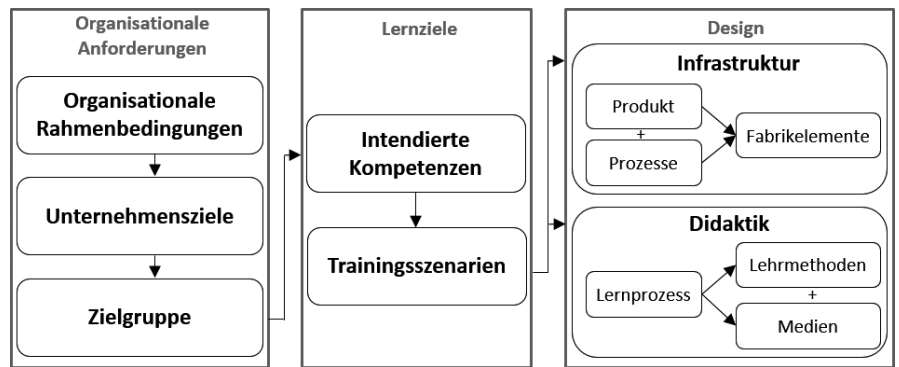 Organisationale
Anforderungen
Organisationale
Rahmenbedingungen
Unternehmensziele
Zielgruppe
Lernziele
Intendierte
Kompetenzen
Trainingsszenarien
Design
Infrastruktur
Produkt
+
Prozesse
Fabrikelemente
Didaktik
Lernprozess
Lehrmethoden
+
Medien